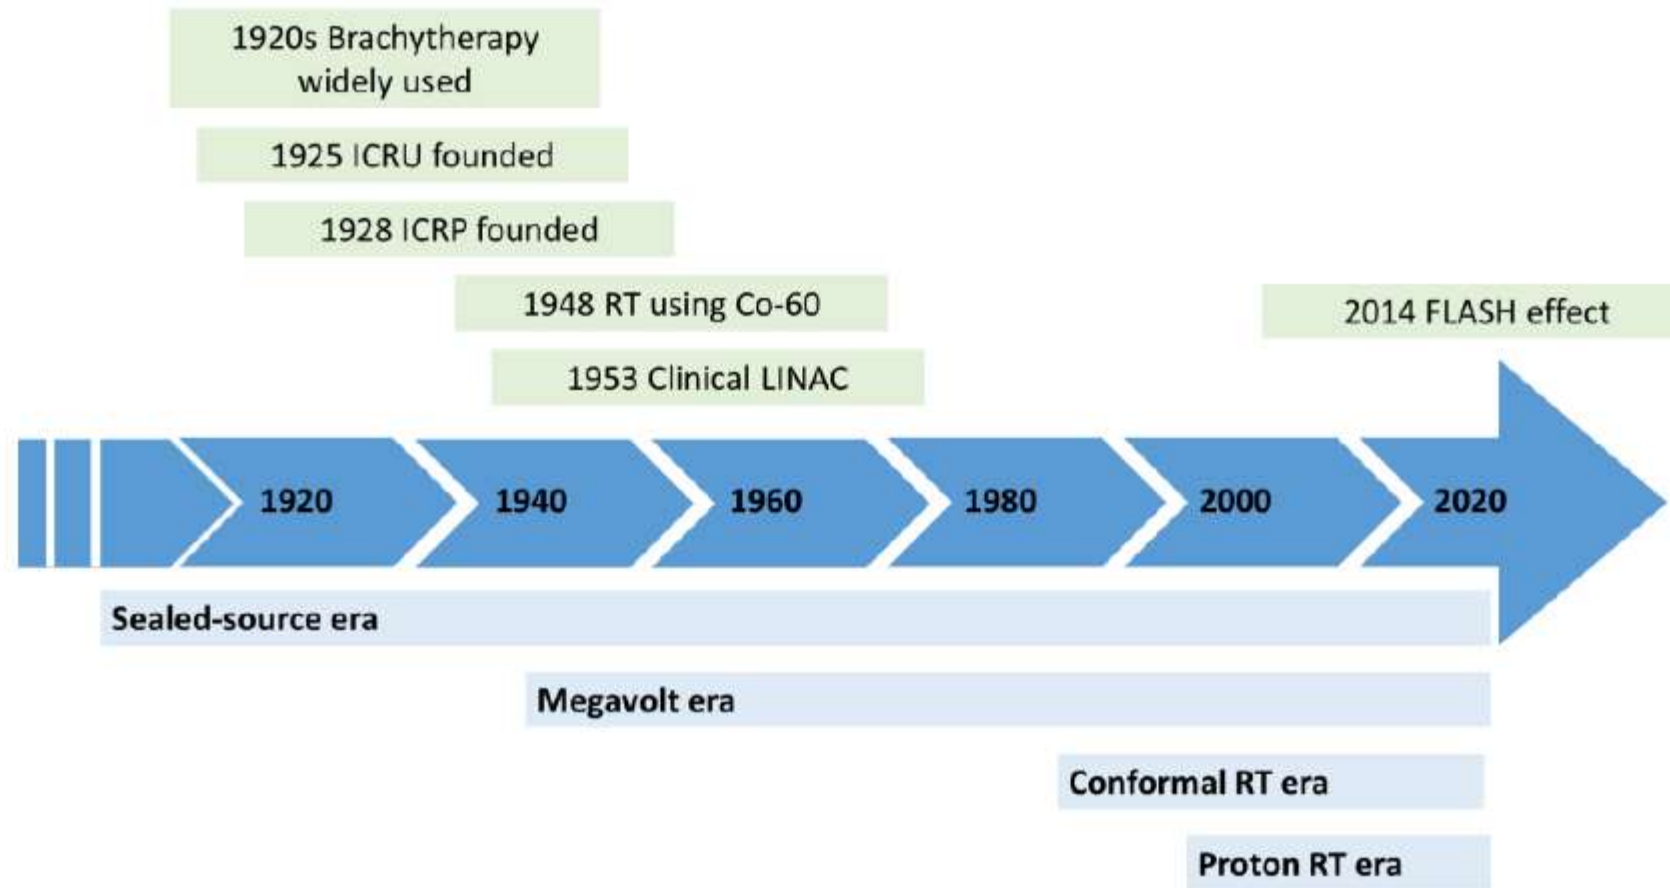 1920s Brachytherapy
widely used
1925 ICRU founded
1928 ICRP founded
1948 RT using Co-60
2014 FLASH effect
1953 Clinical LINAC
1920
1940
1960
1980
2000
2020
Sealed-source era
Megavolt era
Conformal RT era
Proton RT era